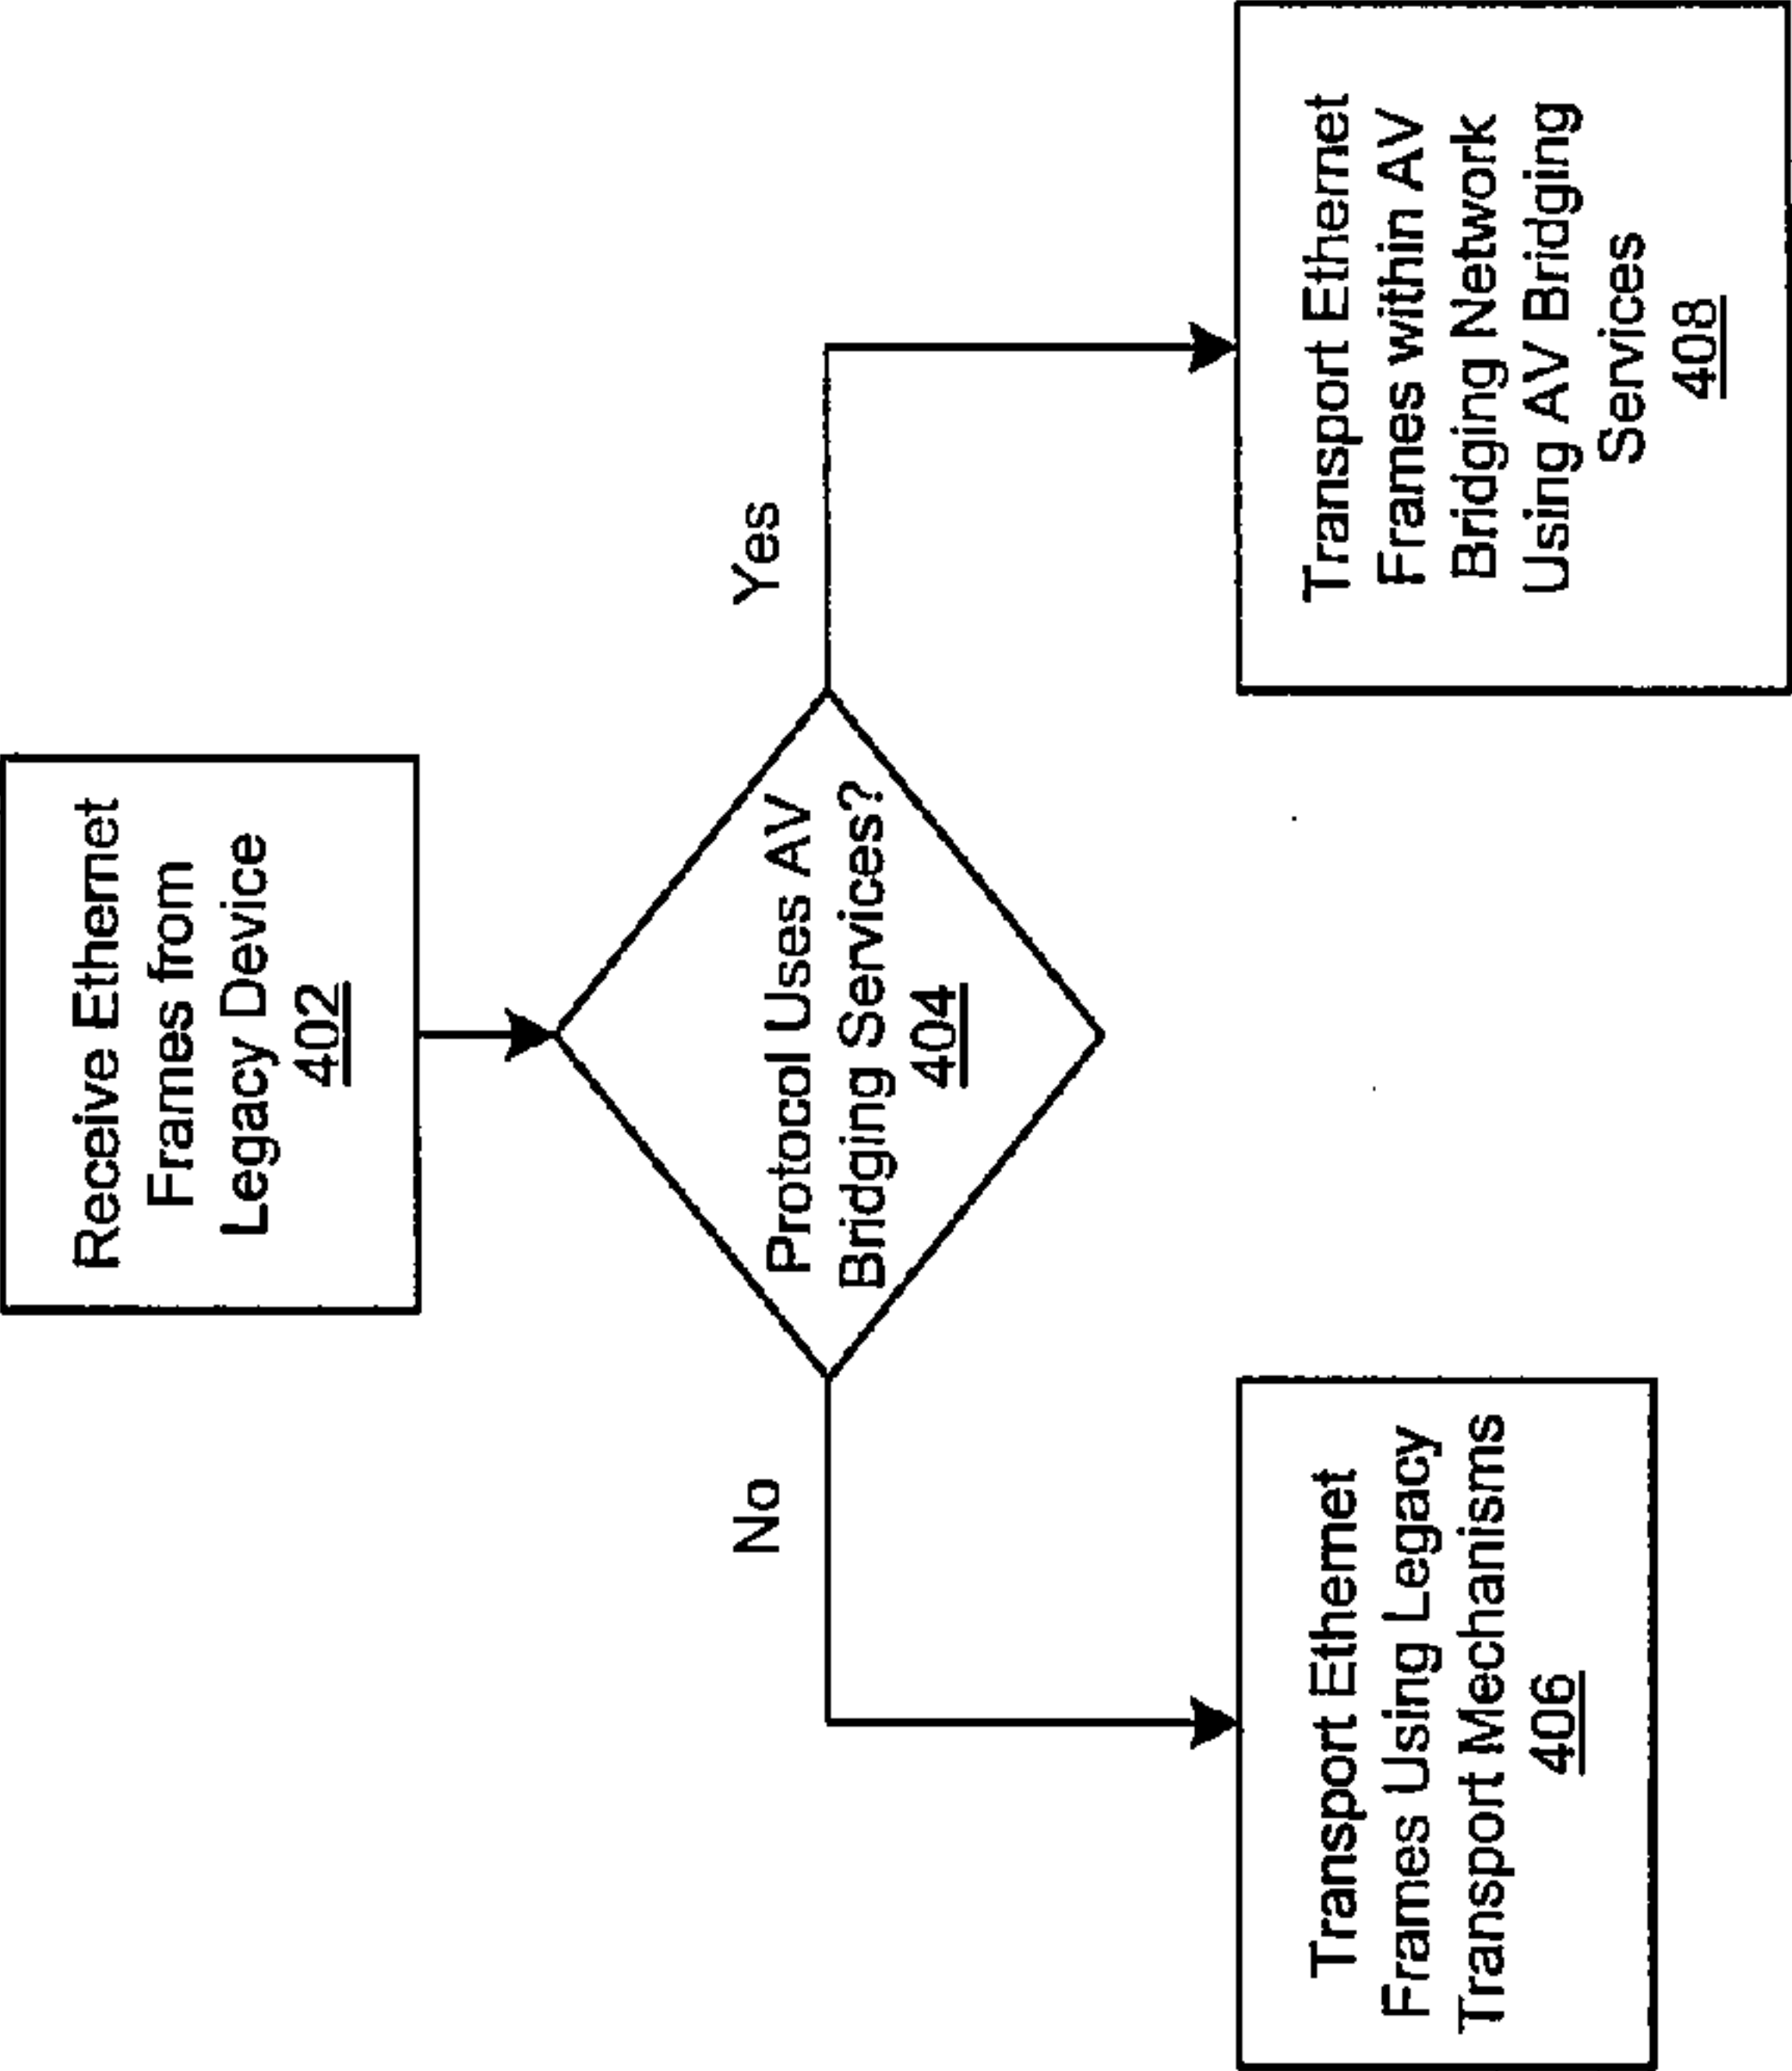 Receive Ethernet
Frames from
Legacy Device
402
Protocol Uses AV
Bridging Services?
404
No
Yes
Transport Ethernet
Frames Using Legacy
Transport Mechanisms
406
Transport Ethernet
Frames within AV
Bridging Network
Using AV Bridging
Services
408